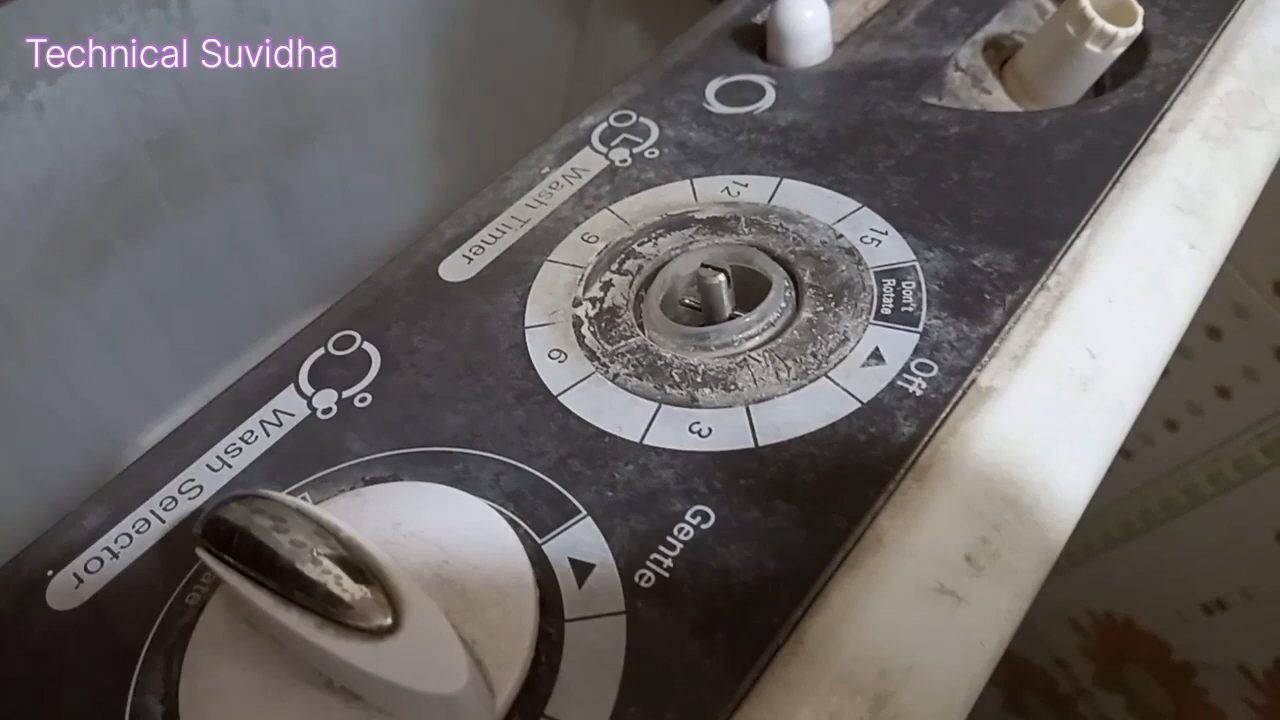 Technical Suvidha
Wash Timer
12
15
9
Don't
Rotate
Off
6
3
Wash Selector
Gentle